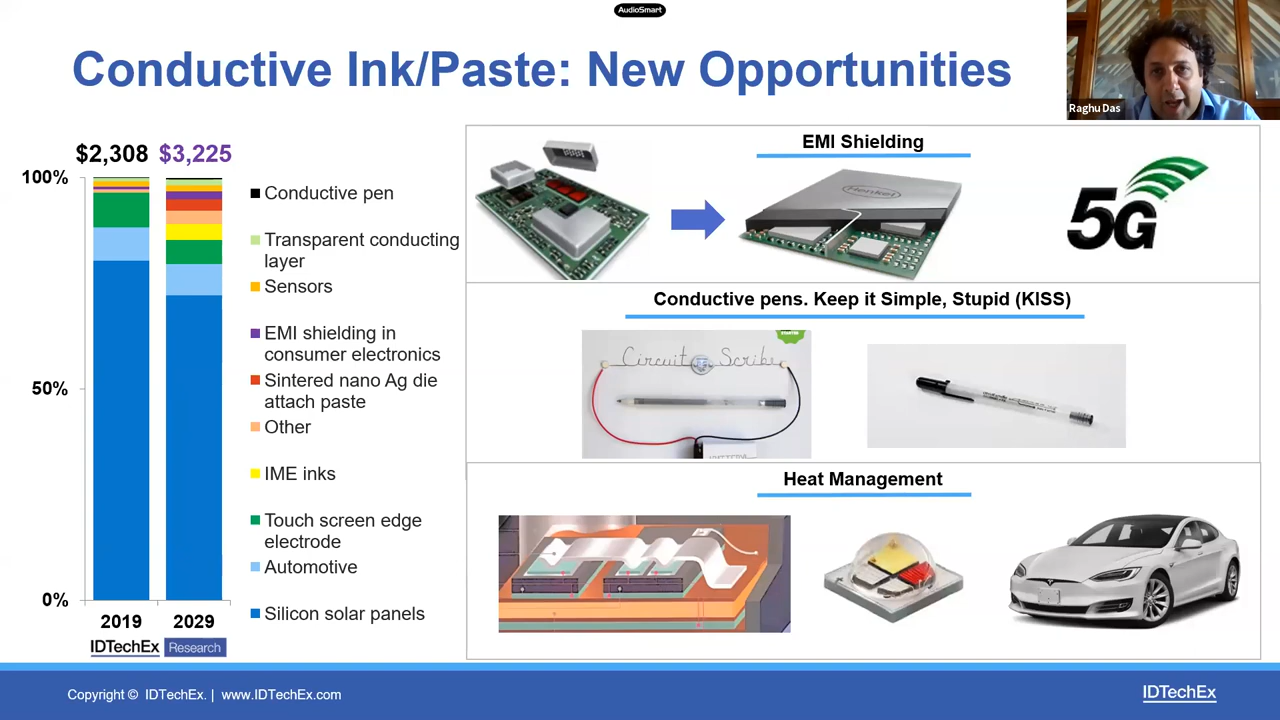 AudioSmart
Conductive Ink/Paste: New Opportunities
Raghu Das
$2,308 $3,225
100%
50%
0%
2019 2029
IDTechEx Research
Conductive pen
Transparent conducting
layer
Sensors
EMI shielding in
consumer electronics
Sintered nano Ag die
attach paste
Other
IME inks
Touch screen edge
electrode
Automotive
Silicon solar panels
EMI Shielding
Henkel
5G
Conductive pens. Keep it Simple, Stupid (KISS)
Circuit Scribe
Heat Management
Copyright © IDTechEx. | www.IDTechEx.com
IDTechEx